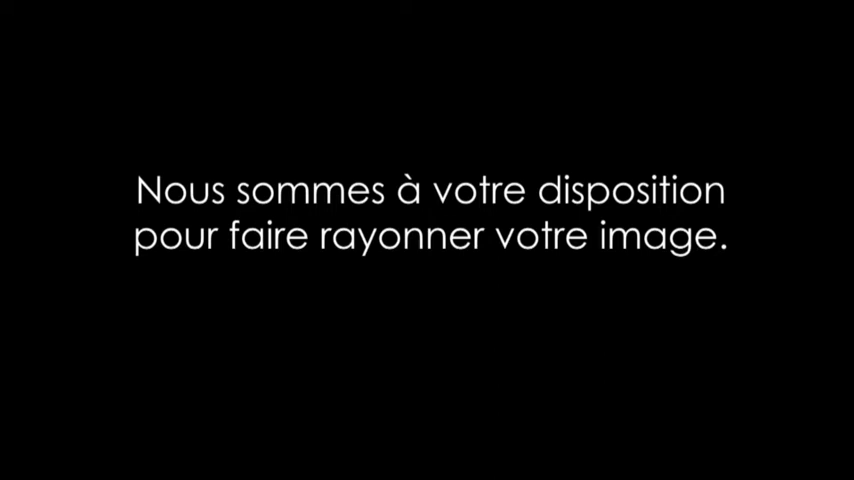 Nous sommes à votre disposition
pour faire rayonner votre image.